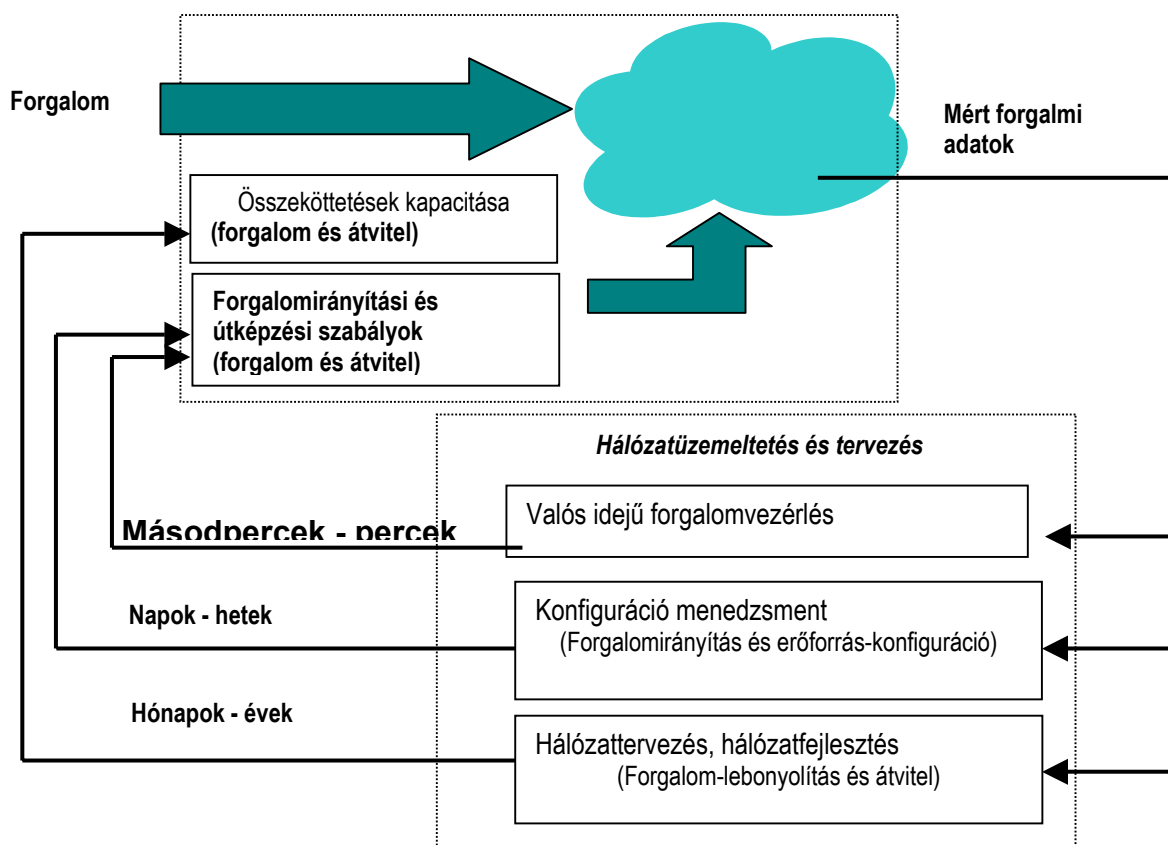 Forgalom
Mért forgalmi
adatok
Összeköttetések kapacitása
(forgalom és átvitel)
Forgalomirányítási és
útképzési szabályok
(forgalom és átvitel)
Hálózatüzemeltetés és tervezés
Valós idejű forgalomvezérlés
Másodpercek - percek
Konfiguráció menedzsment
(Forgalomirányítás és erőforrás-konfiguráció)
Napok - hetek
Hónapok - évek
Hálózattervezés, hálózatfejlesztés
(Forgalom-lebonyolítás és átvitel)